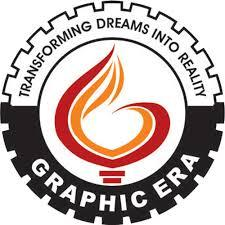 TRANSFORMING DREAMS INTO REALITY
GRAPHIC ERA